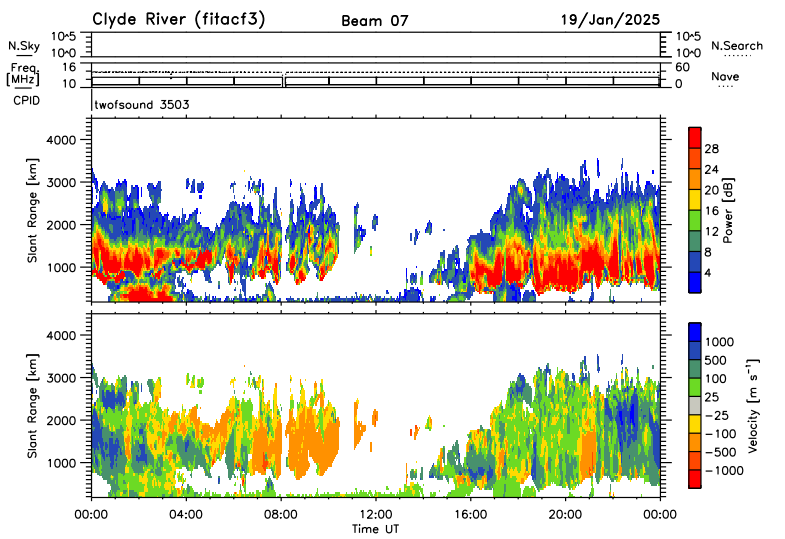 Clyde River (fitacf3) Beam 07 19/Jan/2025
10^5 10^5
N.Sky N.Search
10^0 10^0
Freq. 16 60
[MHz] Nave
10 0
CPID
twofsound 3503
4000
3000
2000
1000
Slant Range [km]
28
24
20
16
12
8
4
Power [dB]
4000
3000
2000
1000
Slant Range [km]
1000
500
100
25
-25
-100
-500
-1000
Velocity [m s⁻¹]
00:00 04:00 08:00 12:00 16:00 20:00 00:00
Time UT